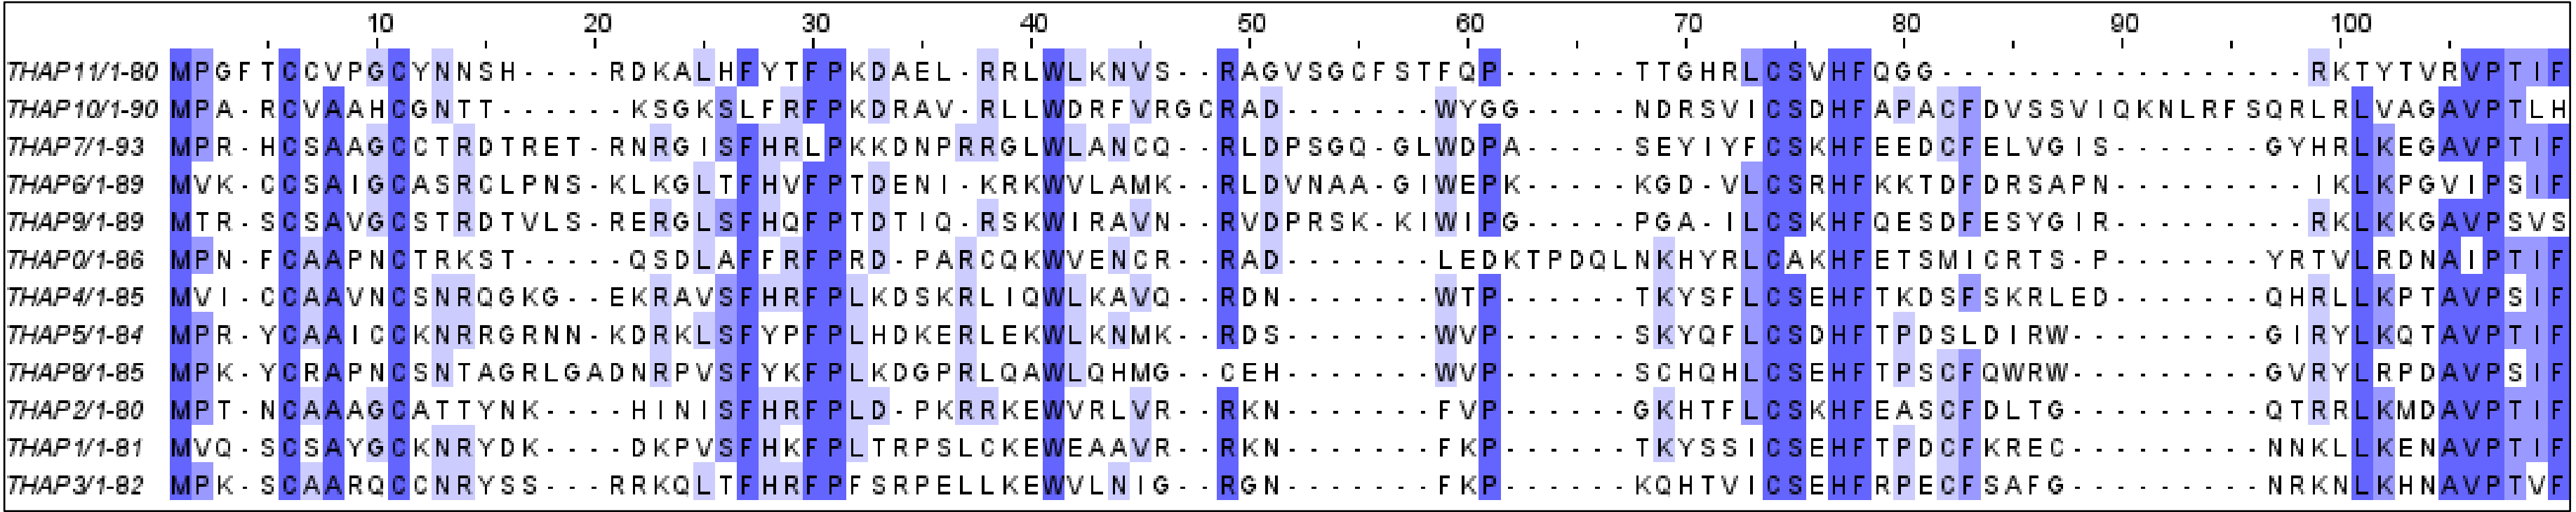 10 20 30 40 50 60 70 80 90 100
THAP11/1-80 MPGFTCCVPGCYNNSH----RDKALHFYTFPKDAEL-RRLWLKNVS--RAGVSGCFSTFQP------TTGHRLCSVHFQGG-----------------RKTYTVRVPTIF
THAP10/1-90 MPA-RCVAAHCGNTT------KSGKSLFRFPKDRAV-RLLWDRFVRGCRAD-------WYGG-----NDRSVICSDHFAPACFDVSSVIQKNLRFSQRLRLVAGAVPTLH
THAP7/1-93 MPR-HCSAAGCCTRDTRET-RNRGISFHRLPKKDNPRRGLWLANCQ--RLDPSGQ-GLWDPA-----SEYIYFCSKHFEEDCFELVGIS-------GYHRLKEGAVPTIF
THAP6/1-89 MVK-CCSAIGCASRCLPNS-KLKGLTFHVFPTDENI-KRKWVLAMK--RLDVNAA-GIWEPK-----KGD-VLCSRHFKKTDFDRSAPN---------IKLKPGVIPSIF
THAP9/1-89 MTR-SCSAVGCSTRDTVLS-RERGLSFHQFPTDTIQ-RSKWIRAVN--RVDPRSK-KIWIPG-----PGA-ILCSKHFQESDFESYGIR---------RKLKKGAVPSVS
THAP0/1-86 MPN-FCAAPNCTRKST-----QSDLAFFRFPRD-PARCQKWVENCR--RAD-------LEDKTPDQLNKHYRLCAKHFETSMICRTS-P-------YRTVLRDNAIPTIF
THAP4/1-85 MVI-CCAAVNCSNRQGKG--EKRAVSFHRFPLKDSKRLIQWLKAVQ--RDN-------WTP------TKYSFLCSEHFTKDSFSKRLED-------QHRLLKPTAVPSIF
THAP5/1-84 MPR-YCAAICCKNRRGRNN-KDRKLSFYPFPLHDKERLEKWLKNMK--RDS-------WVP------SKYQFLCSDHFTPDSLDIRW---------GIRYLKQTAVPTIF
THAP8/1-85 MPK-YCRAPNCSNTAGRLGADNRPVSFYKFPLKDGPRLQAWLQHMG--CEH-------WVP------SCHQHLCSEHFTPSCFQWRW---------GVRYLRPDAVPSIF
THAP2/1-80 MPT-NCAAAGCATTYNK----HINISFHRFPLD-PKRRKEWVRLVR--RKN-------FVP------GKHTFLCSKHFEASCFDLTG---------QTRRLKMDAVPTIF
THAP1/1-81 MVQ-SCSAYGCKNRYDK----DKPVSFHKFPLTRPSLCKEWEAAVR--RKN-------FKP------TKYSSICSEHFTPDCFKREC---------NNKLLKENAVPTIF
THAP3/1-82 MPK-SCAARQCCNRYSS---RRKQLTFHRFPFSRPELLKEWVLNIG--RGN-------FKP------KQHTVICSEHFRPECFSAFG---------NRKNLKHNAVPTVF